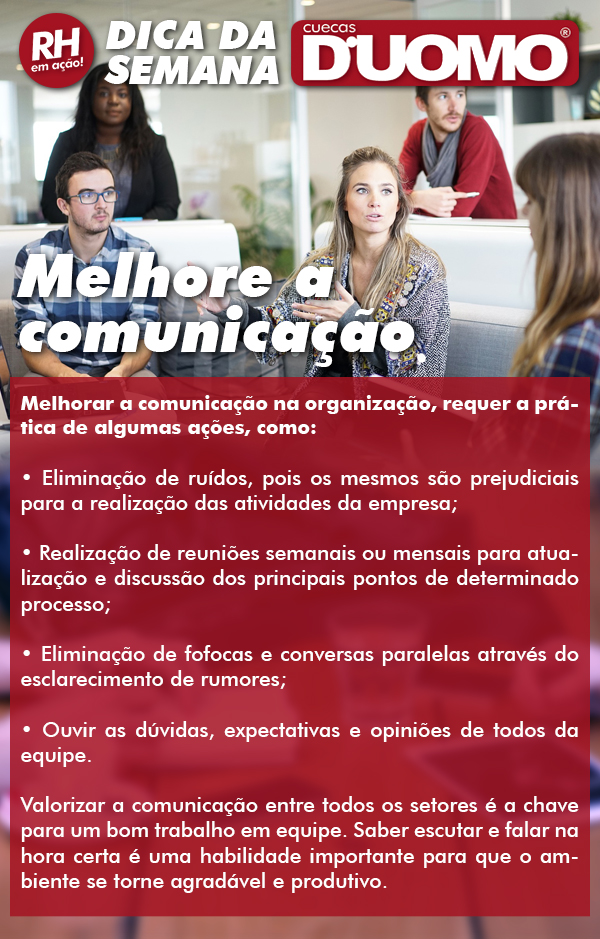 RH
em ação!
DICA DA
SEMANA
cuecas
D'UOMO®
Melhore a
comunicação.
Melhorar a comunicação na organização, requer a prá-
tica de algumas ações, como:
• Eliminação de ruídos, pois os mesmos são prejudiciais
para a realização das atividades da empresa;
• Realização de reuniões semanais ou mensais para atua-
lização e discussão dos principais pontos de determinado
processo;
• Eliminação de fofocas e conversas paralelas através do
esclarecimento de rumores;
• Ouvir as dúvidas, expectativas e opiniões de todos da
equipe.
Valorizar a comunicação entre todos os setores é a chave
para um bom trabalho em equipe. Saber escutar e falar na
hora certa é uma habilidade importante para que o am-
biente se torne agradável e produtivo.